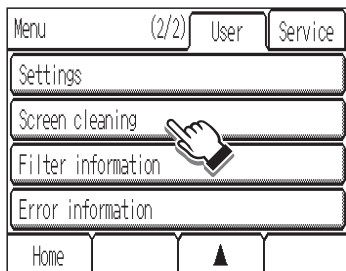 Menu (2/2) User Service
Settings
Screen cleaning
Filter information
Error information
Home ▲